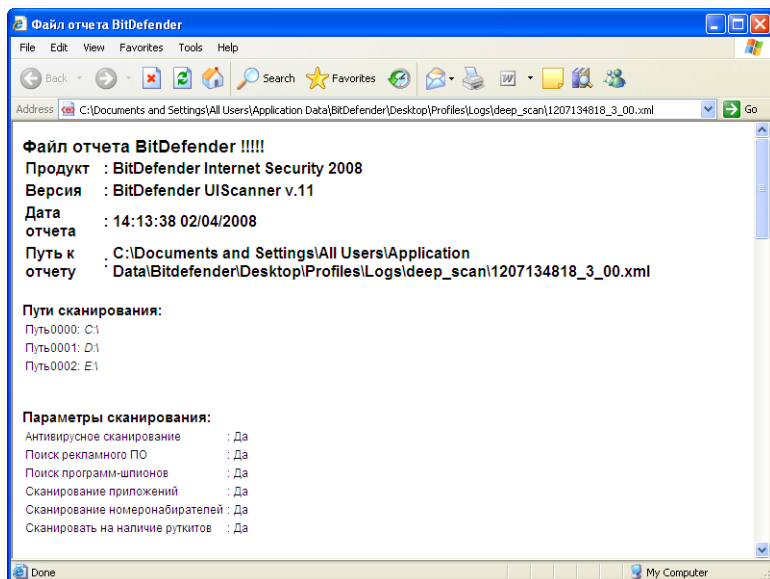 Файл отчета BitDefender
File Edit View Favorites Tools Help
Back Search Favorites
Address C:\Documents and Settings\All Users\Application Data\BitDefender\Desktop\Profiles\Logs\deep_scan\1207134818_3_00.xml Go
Файл отчета BitDefender !!!!!
Продукт : BitDefender Internet Security 2008
Версия : BitDefender UIScanner v.11
Дата
отчета : 14:13:38 02/04/2008
Путь к : C:\Documents and Settings\All Users\Application
отчету Data\Bitdefender\Desktop\Profiles\Logs\deep_scan\1207134818_3_00.xml
Пути сканирования:
Путь0000: C:\
Путь0001: D:\
Путь0002: E:\
Параметры сканирования:
Антивирусное сканирование : Да
Поиск рекламного ПО : Да
Поиск программ-шпионов : Да
Сканирование приложений : Да
Сканирование номеронабирателей : Да
Сканировать на наличие руткитов : Да
Done My Computer